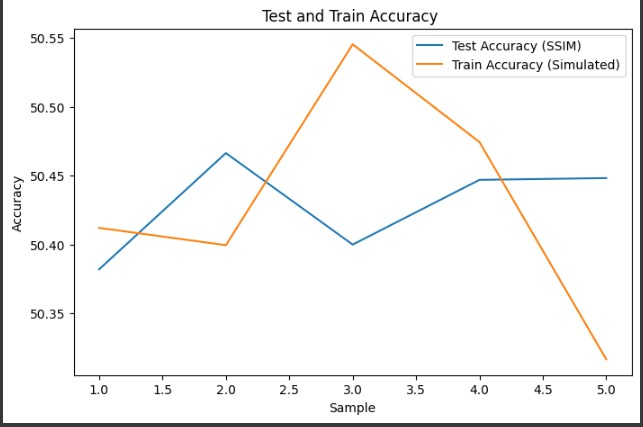 Test and Train Accuracy
Test Accuracy (SSIM)
Train Accuracy (Simulated)
Accuracy
50.55
50.50
50.45
50.40
50.35
1.0 1.5 2.0 2.5 3.0 3.5 4.0 4.5 5.0
Sample